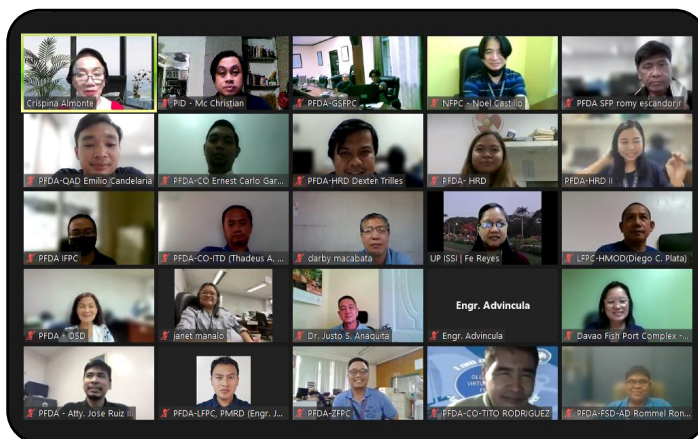 Crispina Almonte
PID - Mc Christian
PFDA-GSFPC
NFPC - Noel Castillo
PFDA SFP romy escandorjr
PFDA-QAD Emilio Candelaria
PFDA-CO Ernest Carlo Gar...
PFDA-HRD Dexter Trilles
PFDA- HRD
PFDA-HRD II
PFDA IFPC
PFDA-CO-ITD (Thadeus A. ...
darby macabata
UP ISSI | Fe Reyes
LFPC-HMOD(Diego C. Plata)
PFDA - OSD
janet manalo
Dr. Justo S. Anaquita
Engr. Advincula
Engr. Advincula
Davao Fish Port Complex -...
PFDA - Atty. Jose Ruiz III
PFDA-LFPC, PMRD (Engr. J...
PFDA-ZFPC
PFDA-CO-TITO RODRIGUEZ
PFDA-FSD-AD Rommel Ron...